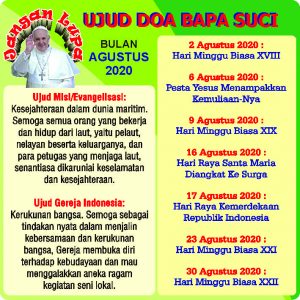 Jangan Lupa
UJUD DOA BAPA SUCI
BULAN
AGUSTUS
2020
Ujud Misi/Evangelisasi:
Kesejahteraan dalam dunia maritim.
Semoga semua orang yang bekerja
dan hidup dari laut, yaitu pelaut,
nelayan beserta keluarganya, dan
para petugas yang menjaga laut,
senantiasa dikaruniai keselamatan
dan kesejahteraan.
Ujud Gereja Indonesia:
Kerukunan bangsa. Semoga sebagai
tindakan nyata dalam menjalin
kebersamaan dan kerukunan
bangsa, Gereja membuka diri
terhadap kebudayaan dan mau
menggalakkan aneka ragam
kegiatan seni lokal.
2 Agustus 2020 :
Hari Minggu Biasa XVIII
6 Agustus 2020 :
Pesta Yesus Menampakkan
Kemuliaan-Nya
9 Agustus 2020 :
Hari Minggu Biasa XIX
16 Agustus 2020 :
Hari Raya Santa Maria
Diangkat Ke Surga
17 Agustus 2020 :
Hari Raya Kemerdekaan
Republik Indonesia
23 Agustus 2020 :
Hari Minggu Biasa XXI
30 Agustus 2020 :
Hari Minggu Biasa XXII